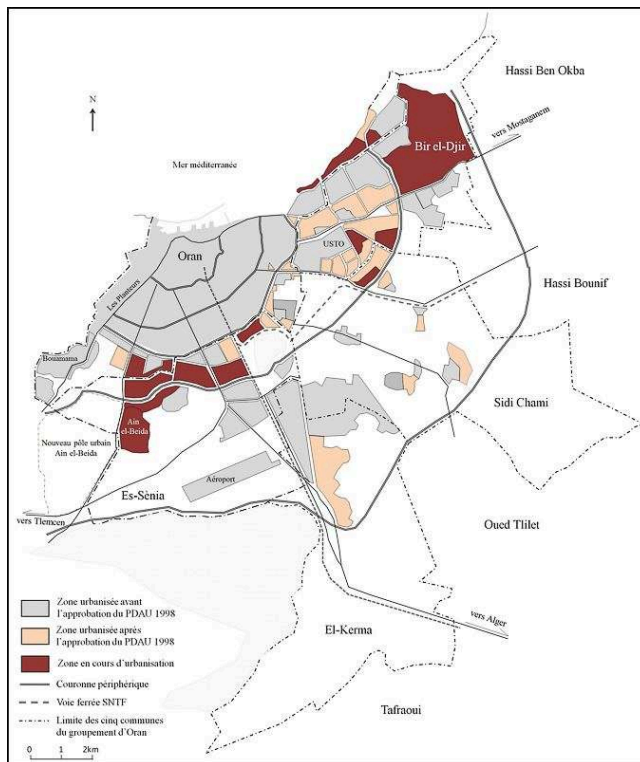 Hassi Ben Okba
N
vers Mostaganem
Bir el-Djir
Mer méditerranée
USTO
Oran
Hassi Bounif
Les Planteurs
Bouamama
Sidi Chami
Ain
el-Beida
Nouveau pôle urbain
Ain el-Beida
Aéroport
Es-Sènia
vers Tlemcen
Oued Tlilet
Zone urbanisée avant
l'approbation du PDAU 1998
vers Alger
Zone urbanisée après
l'approbation du PDAU 1998
El-Kerma
Zone en cours d'urbanisation
Couronne périphérique
Voie ferrée SNTF
Tafraoui
Limite des cinq communes
du groupement d'Oran
0 1 2km